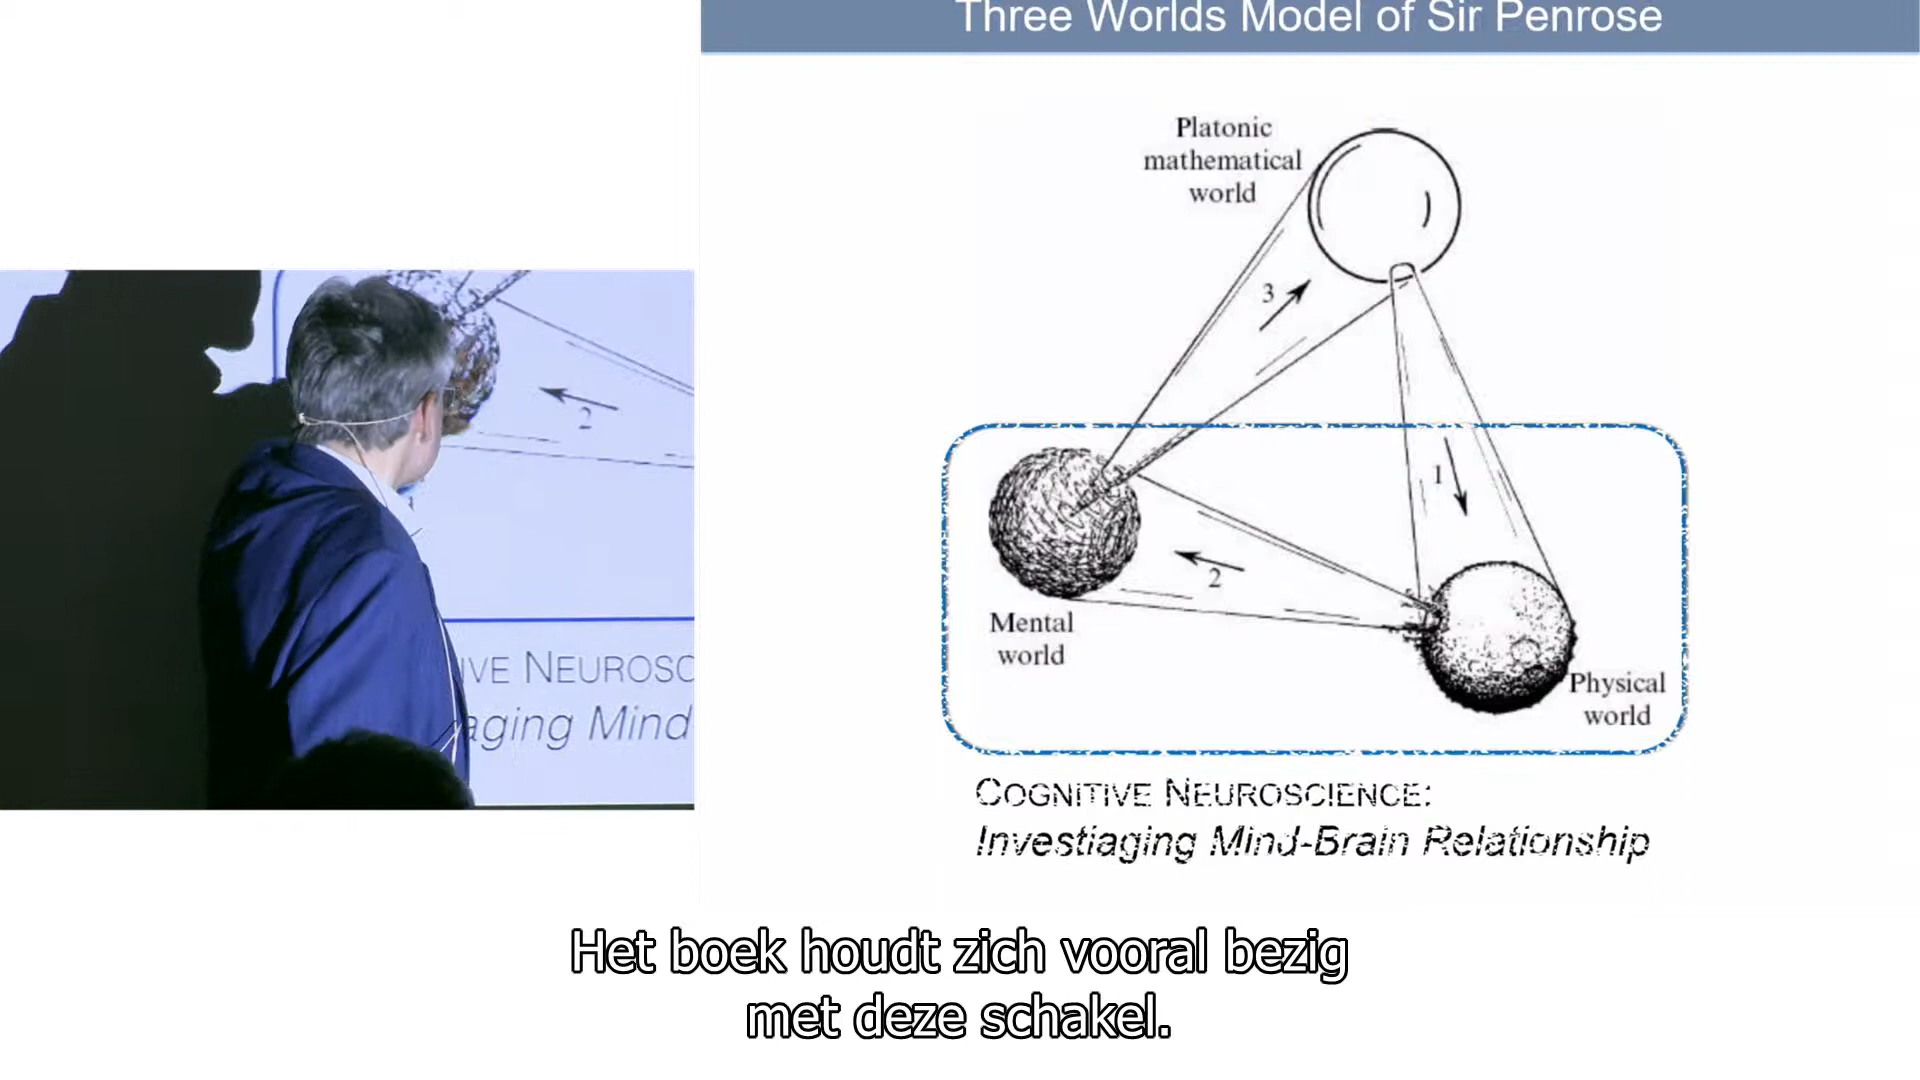 Three Worlds Model of Sir Penrose
Platonic
mathematical
world
3
1
2
Mental
world
Physical
world
COGNITIVE NEUROSCIENCE:
Investiaging Mind-Brain Relationship
2
IVE NEUROSC
aging Mind-
Het boek houdt zich vooral bezig
met deze schakel.